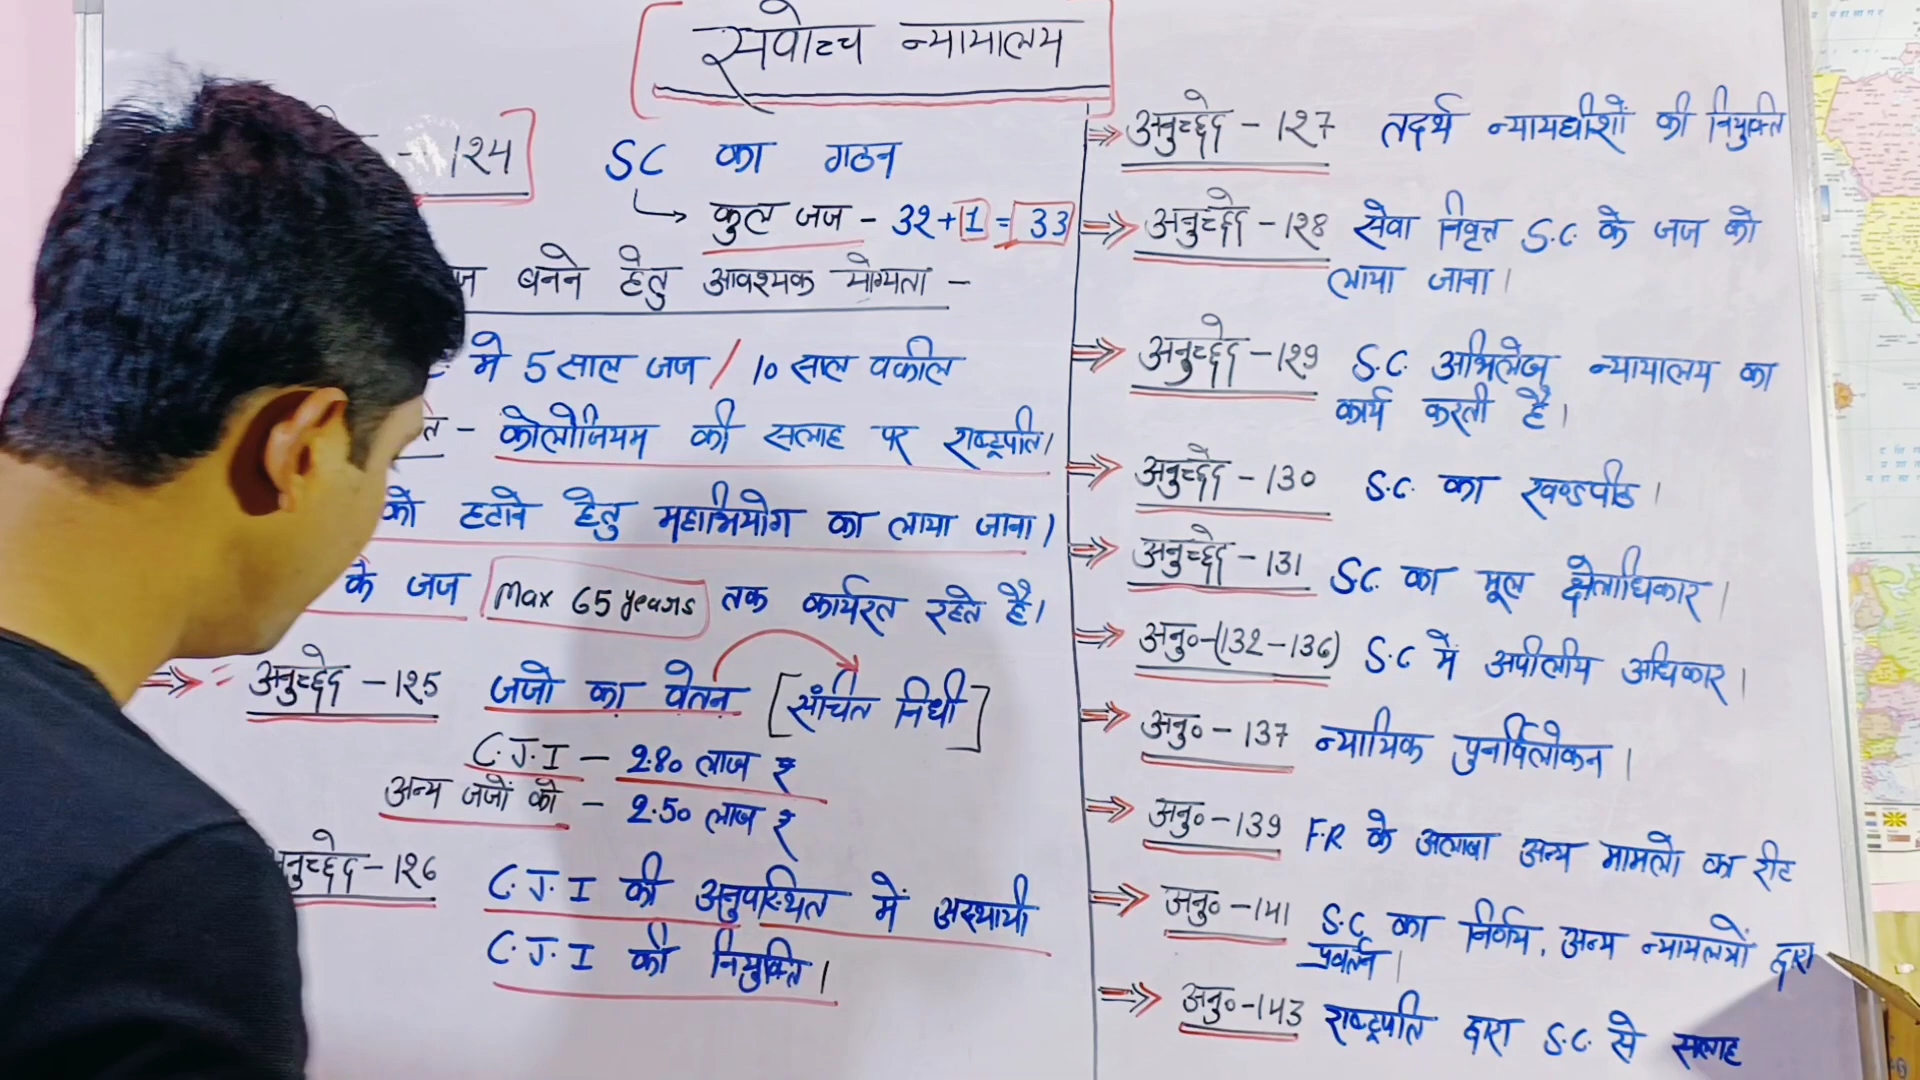 सर्वोच्च न्यायालय
- 124
SC का गठन
कुल जज - 32+1 = 33
बनने हेतु आवश्यक योग्यता -
मे 5 साल जज / 10 साल वकील
- कोलोजियम की सलाह पर राष्ट्रपति।
को हटाने हेतु महाभियोग का लाया जाना।
के जज Max 65 years तक कार्यरत रहते है।
अनुच्छेद - 125 जजो का वेतन [संचित निधी]
C.J.I - 2.80 लाख ₹
अन्य जजों को - 2.50 लाख ₹
अनुच्छेद - 126 C.J.I की अनुपस्थित में अस्थायी
C.J.I की नियुक्ति।
अनुच्छेद - 127 तदर्थ न्यायधीशों की नियुक्ति
अनुच्छेद - 128 सेवा निवृत्त S.C. के जज को
लाया जाना।
अनुच्छेद - 129 S.C. अभिलेख न्यायालय का
कार्य करती है।
अनुच्छेद - 130 S.C. का खण्डपीठ।
अनुच्छेद - 131 S.C. का मूल क्षेत्राधिकार।
अनु०-(132-136) S.C में अपीलीय अधिकार।
अनु० - 137 न्यायिक पुनर्विलोकन।
अनु० - 139 F.R के अलावा अन्य मामलो का रीट
अनु० - 141 S.C का निर्णय, अन्य न्यायलयों द्वारा
प्रवर्तन।
अनु० - 143 राष्ट्रपति द्वारा S.C. से सलाह